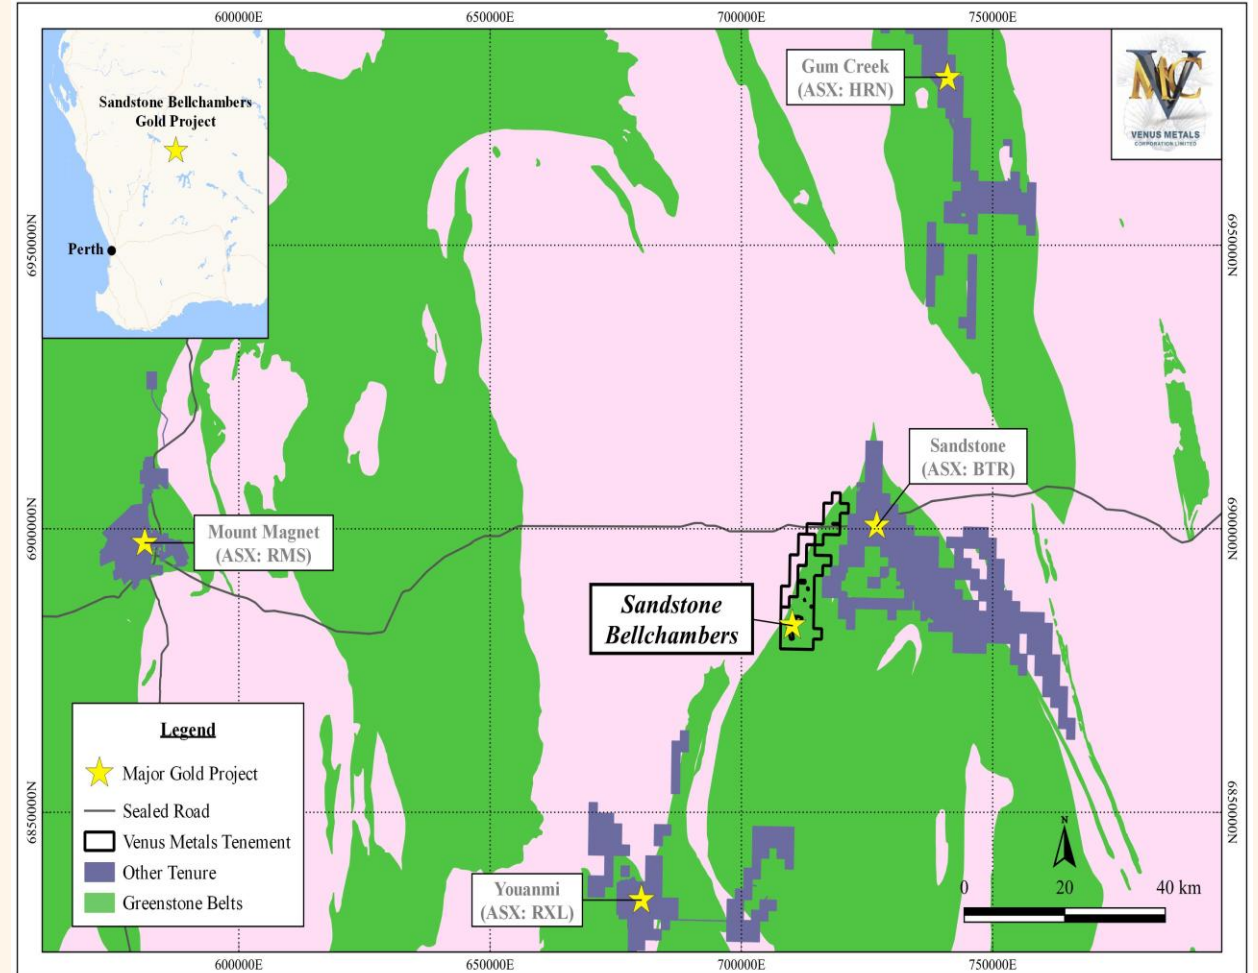 600000E
650000E
700000E
750000E
Sandstone Bellchambers
Gold Project
Perth
Gum Creek
(ASX: HRN)
VMC
VENUS METALS
CORPORATION LIMITED
6950000N
6950000N
Sandstone
(ASX: BTR)
Mount Magnet
(ASX: RMS)
6900000N
6900000N
Sandstone
Bellchambers
Legend
Major Gold Project
Sealed Road
Venus Metals Tenement
Other Tenure
Greenstone Belts
6850000N
6850000N
Youanmi
(ASX: RXL)
N
0
20
40 km
600000E
650000E
700000E
750000E